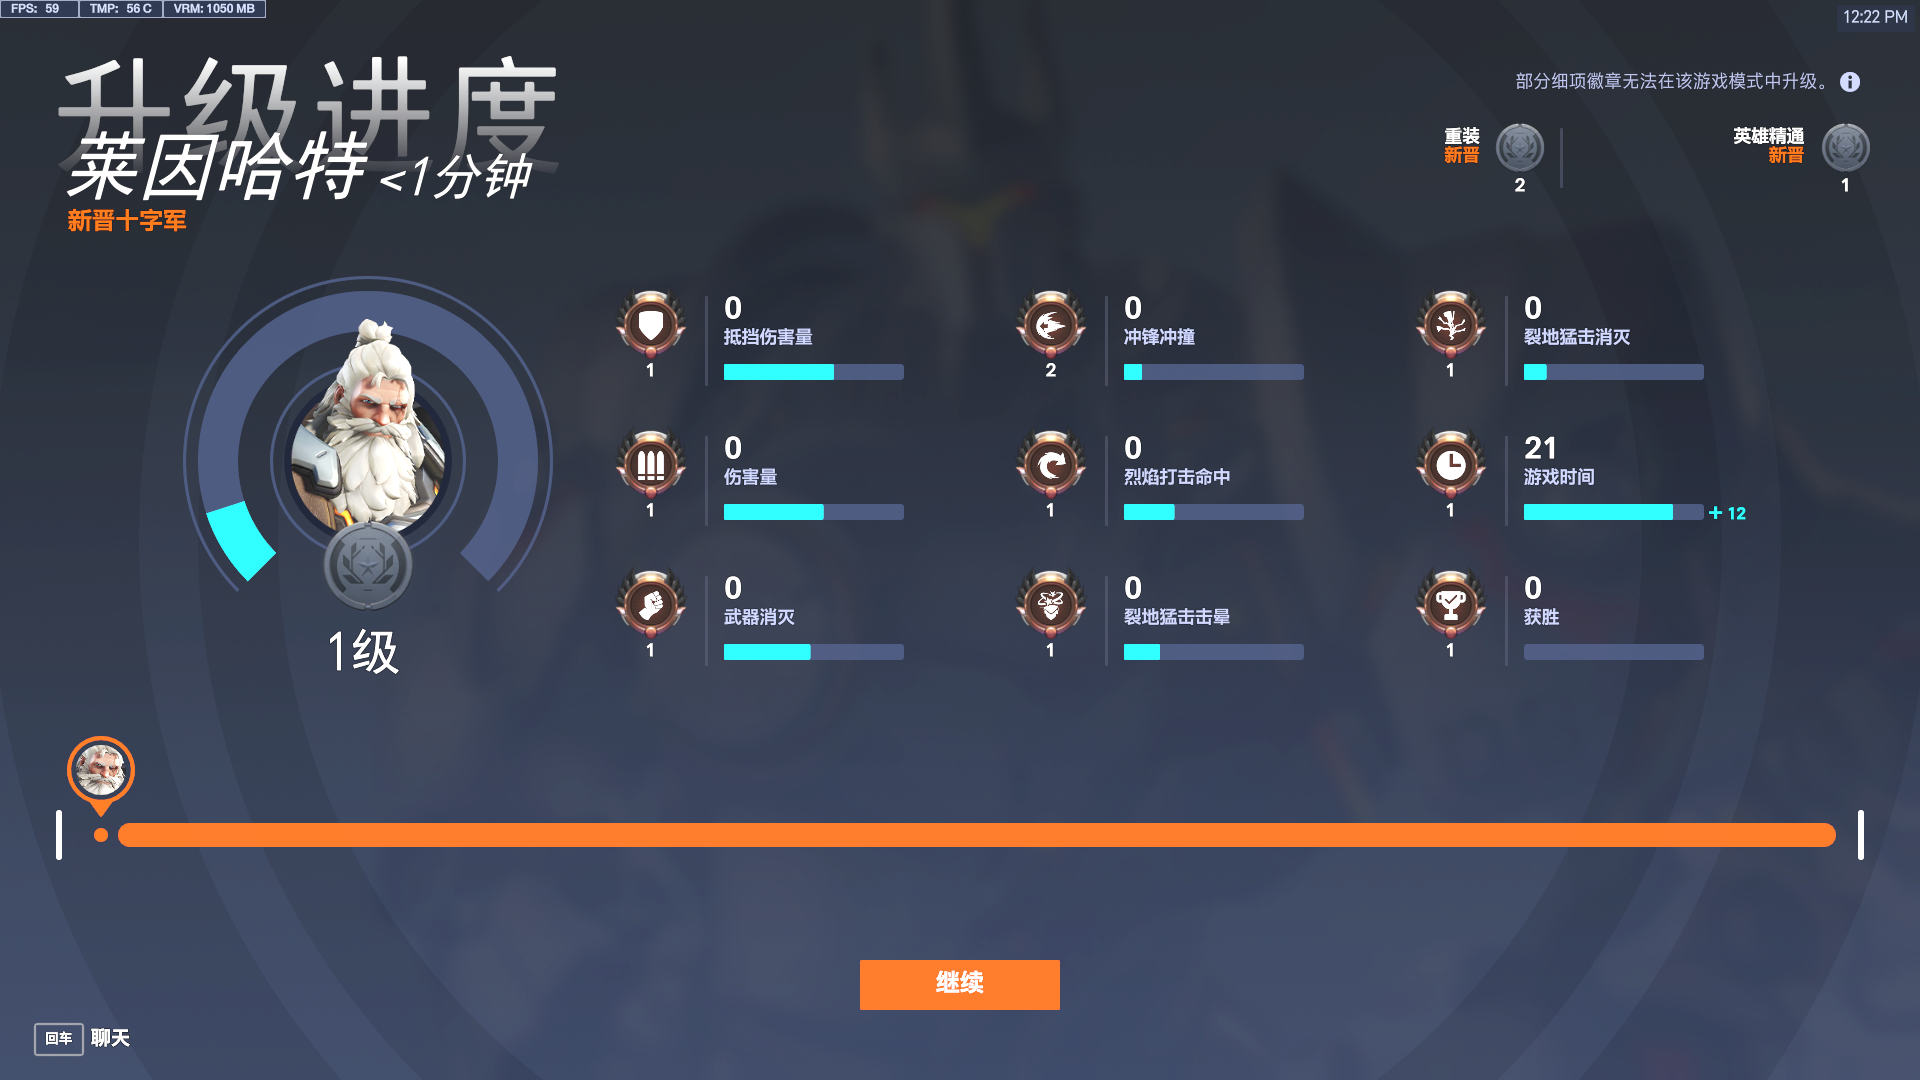 FPS: 59 TMP: 56 C VRM: 1050 MB
12:22 PM
升级进度
莱因哈特 <1分钟
新晋十字军
部分细项徽章无法在该游戏模式中升级。
重装
新晋
2
英雄精通
新晋
1
0
抵挡伤害量
1
0
冲锋冲撞
2
0
裂地猛击消灭
1
0
伤害量
1
0
烈焰打击命中
1
21
游戏时间
1
+ 12
0
武器消灭
1
0
裂地猛击击晕
1
0
获胜
1
1级
继续
回车 聊天